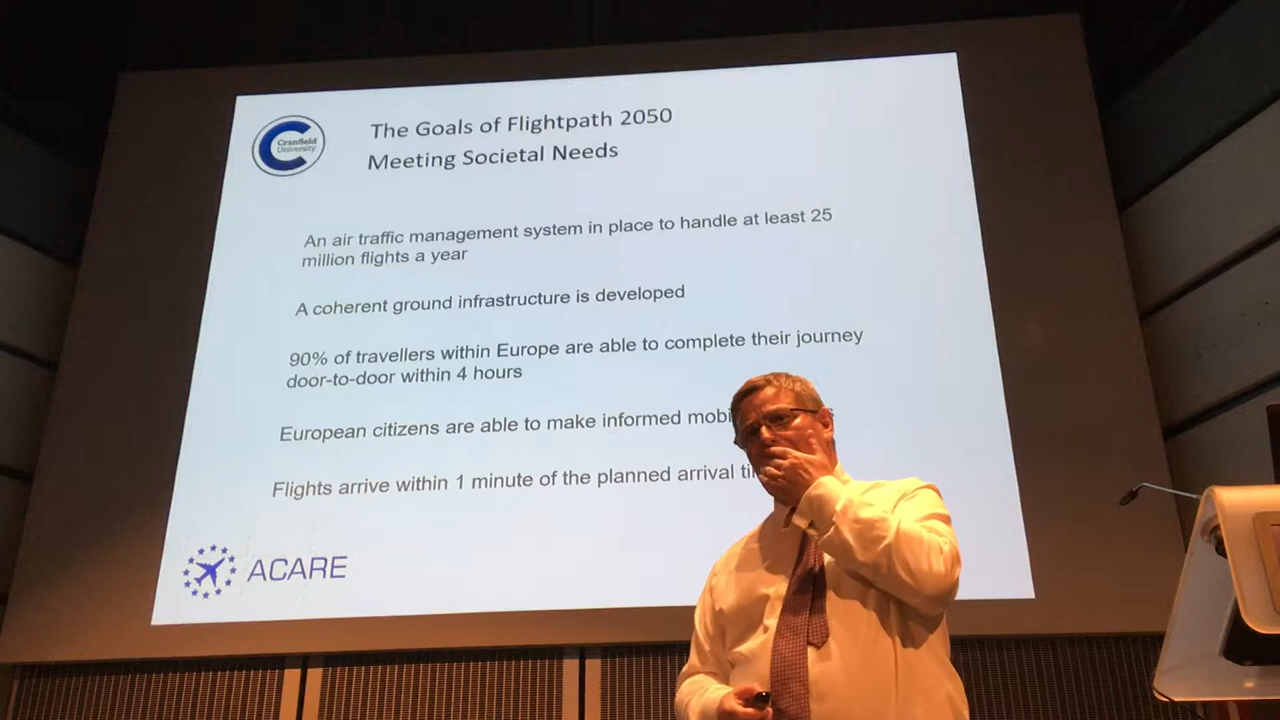 Cranfield
University
The Goals of Flightpath 2050
Meeting Societal Needs
An air traffic management system in place to handle at least 25
million flights a year
A coherent ground infrastructure is developed
90% of travellers within Europe are able to complete their journey
door-to-door within 4 hours
European citizens are able to make informed
Flights arrive within 1 minute of the planned arrival
ACARE